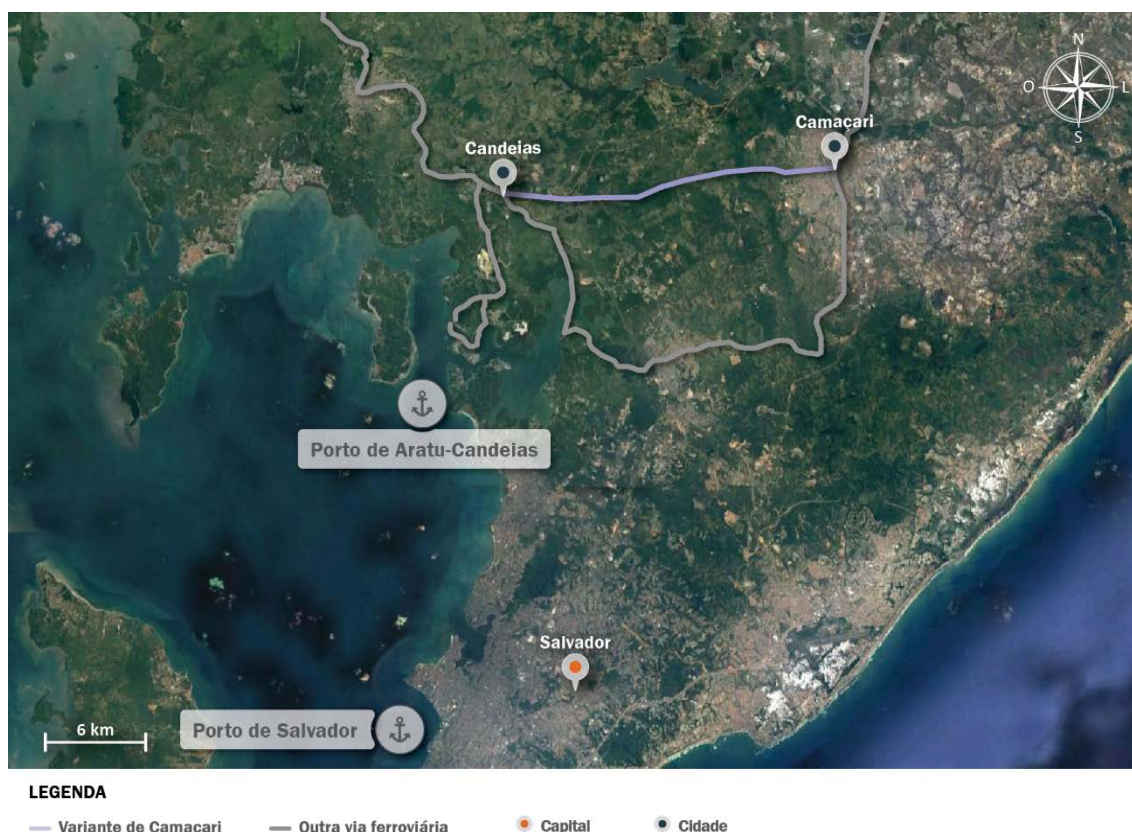 N
O L
S
Camaçari
Candeias
Porto de Aratu-Candeias
Salvador
Porto de Salvador
6 km
LEGENDA
Variante de Camaçari Outra via ferroviária Capital Cidade